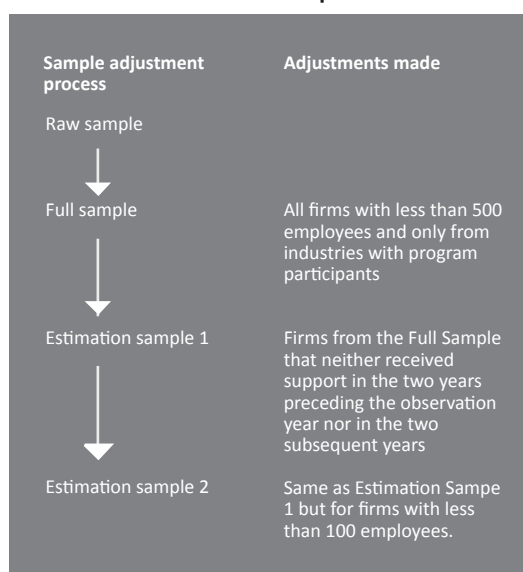 Sample adjustment
process
Adjustments made
Raw sample
Full sample
All firms with less than 500
employees and only from
industries with program
participants
Estimation sample 1
Firms from the Full Sample
that neither received
support in the two years
preceding the observation
year nor in the two
subsequent years
Estimation sample 2
Same as Estimation Sampe
1 but for firms with less
than 100 employees.